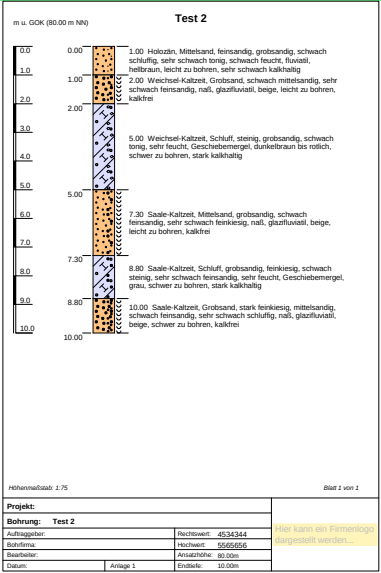 Test 2
m u. GOK (80.00 m NN)
0.0
1.0
2.0
3.0
4.0
5.0
6.0
7.0
8.0
9.0
10.0
0.00
1.00
2.00
5.00
7.30
8.80
10.00
1.00 Holozän, Mittelsand, feinsandig, grobsandig, schwach
schluffig, sehr schwach tonig, schwach feucht, fluviatil,
hellbraun, leicht zu bohren, sehr schwach kalkhaltig
2.00 Weichsel-Kaltzeit, Grobsand, schwach mittelsandig, sehr
schwach feinsandig, naß, glazifluviatil, beige, leicht zu bohren,
kalkfrei
5.00 Weichsel-Kaltzeit, Schluff, steinig, grobsandig, schwach
tonig, sehr feucht, Geschiebemergel, dunkelbraun bis rotlich,
schwer zu bohren, stark kalkhaltig
7.30 Saale-Kaltzeit, Mittelsand, grobsandig, schwach
feinsandig, sehr schwach feinkiesig, naß, glazifluviatil, beige,
leicht zu bohren, kalkfrei
8.80 Saale-Kaltzeit, Schluff, grobsandig, feinkiesig, schwach
steinig, sehr schwach feinsandig, sehr feucht, Geschiebemergel,
grau, schwer zu bohren, stark kalkhaltig
10.00 Saale-Kaltzeit, Grobsand, stark feinkiesig, mittelsandig,
schwach feinsandig, sehr schwach schluffig, naß, glazifluviatil,
beige, schwer zu bohren, kalkfrei
Höhenmaßstab: 1:75
Blatt 1 von 1
Projekt:
Bohrung: Test 2
Auftraggeber:
Rechtswert: 4534344
Bohrfirma:
Hochwert: 5565656
Bearbeiter:
Ansatzhöhe: 80.00m
Datum:
Anlage 1
Endtiefe: 10.00m
Hier kann ein Firmenlogo
dargestellt werden...